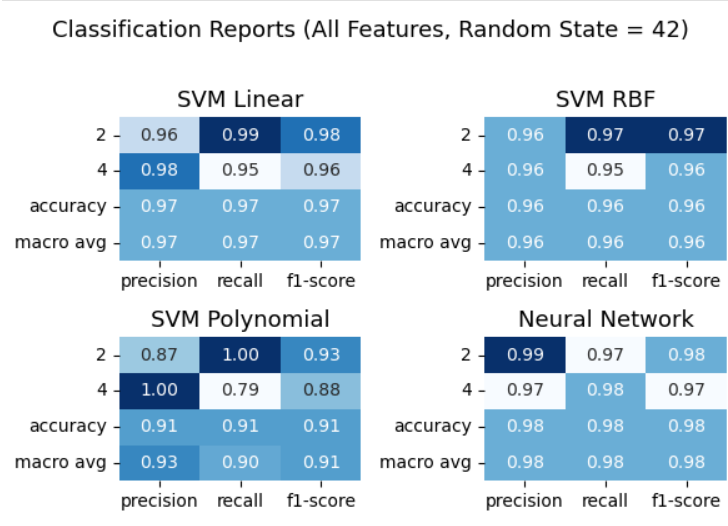 Classification Reports (All Features, Random State = 42)
SVM Linear
2 0.96 0.99 0.98
4 0.98 0.95 0.96
accuracy 0.97 0.97 0.97
macro avg 0.97 0.97 0.97
precision recall f1-score
SVM RBF
2 0.96 0.97 0.97
4 0.96 0.95 0.96
accuracy 0.96 0.96 0.96
macro avg 0.96 0.96 0.96
precision recall f1-score
SVM Polynomial
2 0.87 1.00 0.93
4 1.00 0.79 0.88
accuracy 0.91 0.91 0.91
macro avg 0.93 0.90 0.91
precision recall f1-score
Neural Network
2 0.99 0.97 0.98
4 0.97 0.98 0.97
accuracy 0.98 0.98 0.98
macro avg 0.98 0.98 0.98
precision recall f1-score